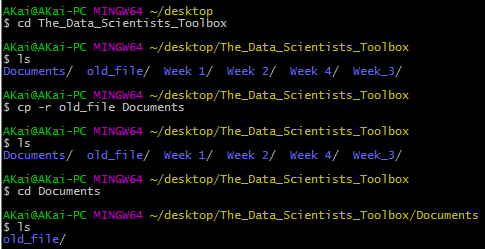 AKai@AKai-PC MINGW64 ~/desktop
$ cd The_Data_Scientists_Toolbox
AKai@AKai-PC MINGW64 ~/desktop/The_Data_Scientists_Toolbox
$ ls
Documents/  old_file/  Week 1/  Week 2/  Week 4/  Week_3/
AKai@AKai-PC MINGW64 ~/desktop/The_Data_Scientists_Toolbox
$ cp -r old_file Documents
AKai@AKai-PC MINGW64 ~/desktop/The_Data_Scientists_Toolbox
$ ls
Documents/  old_file/  Week 1/  Week 2/  Week 4/  Week_3/
AKai@AKai-PC MINGW64 ~/desktop/The_Data_Scientists_Toolbox
$ cd Documents
AKai@AKai-PC MINGW64 ~/desktop/The_Data_Scientists_Toolbox/Documents
$ ls
old_file/